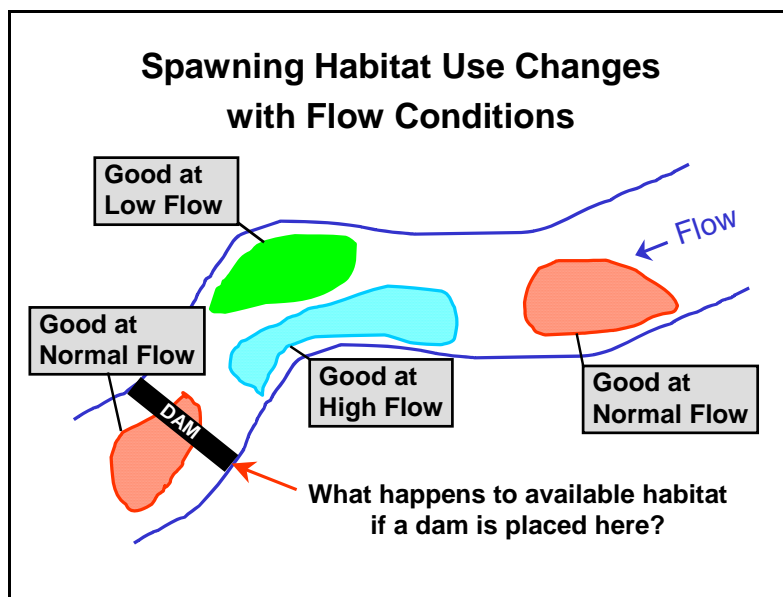 Spawning Habitat Use Changes
with Flow Conditions
Good at
Low Flow
Flow
Good at
Normal Flow
Good at
High Flow
Good at
Normal Flow
DAM
What happens to available habitat
if a dam is placed here?